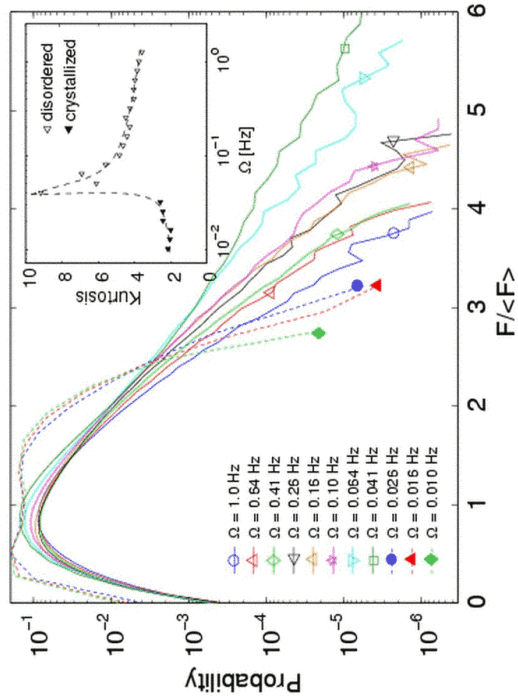 Probability
10⁻¹
10⁻²
10⁻³
10⁻⁴
10⁻⁵
10⁻⁶
0
1
2
3
4
5
6
F/<F>
Ω = 1.0 Hz
Ω = 0.64 Hz
Ω = 0.41 Hz
Ω = 0.26 Hz
Ω = 0.16 Hz
Ω = 0.10 Hz
Ω = 0.064 Hz
Ω = 0.041 Hz
Ω = 0.026 Hz
Ω = 0.016 Hz
Ω = 0.010 Hz
Kurtosis
10
8
6
4
2
0
10⁻²
10⁻¹
10⁰
Ω [Hz]
disordered
crystallized